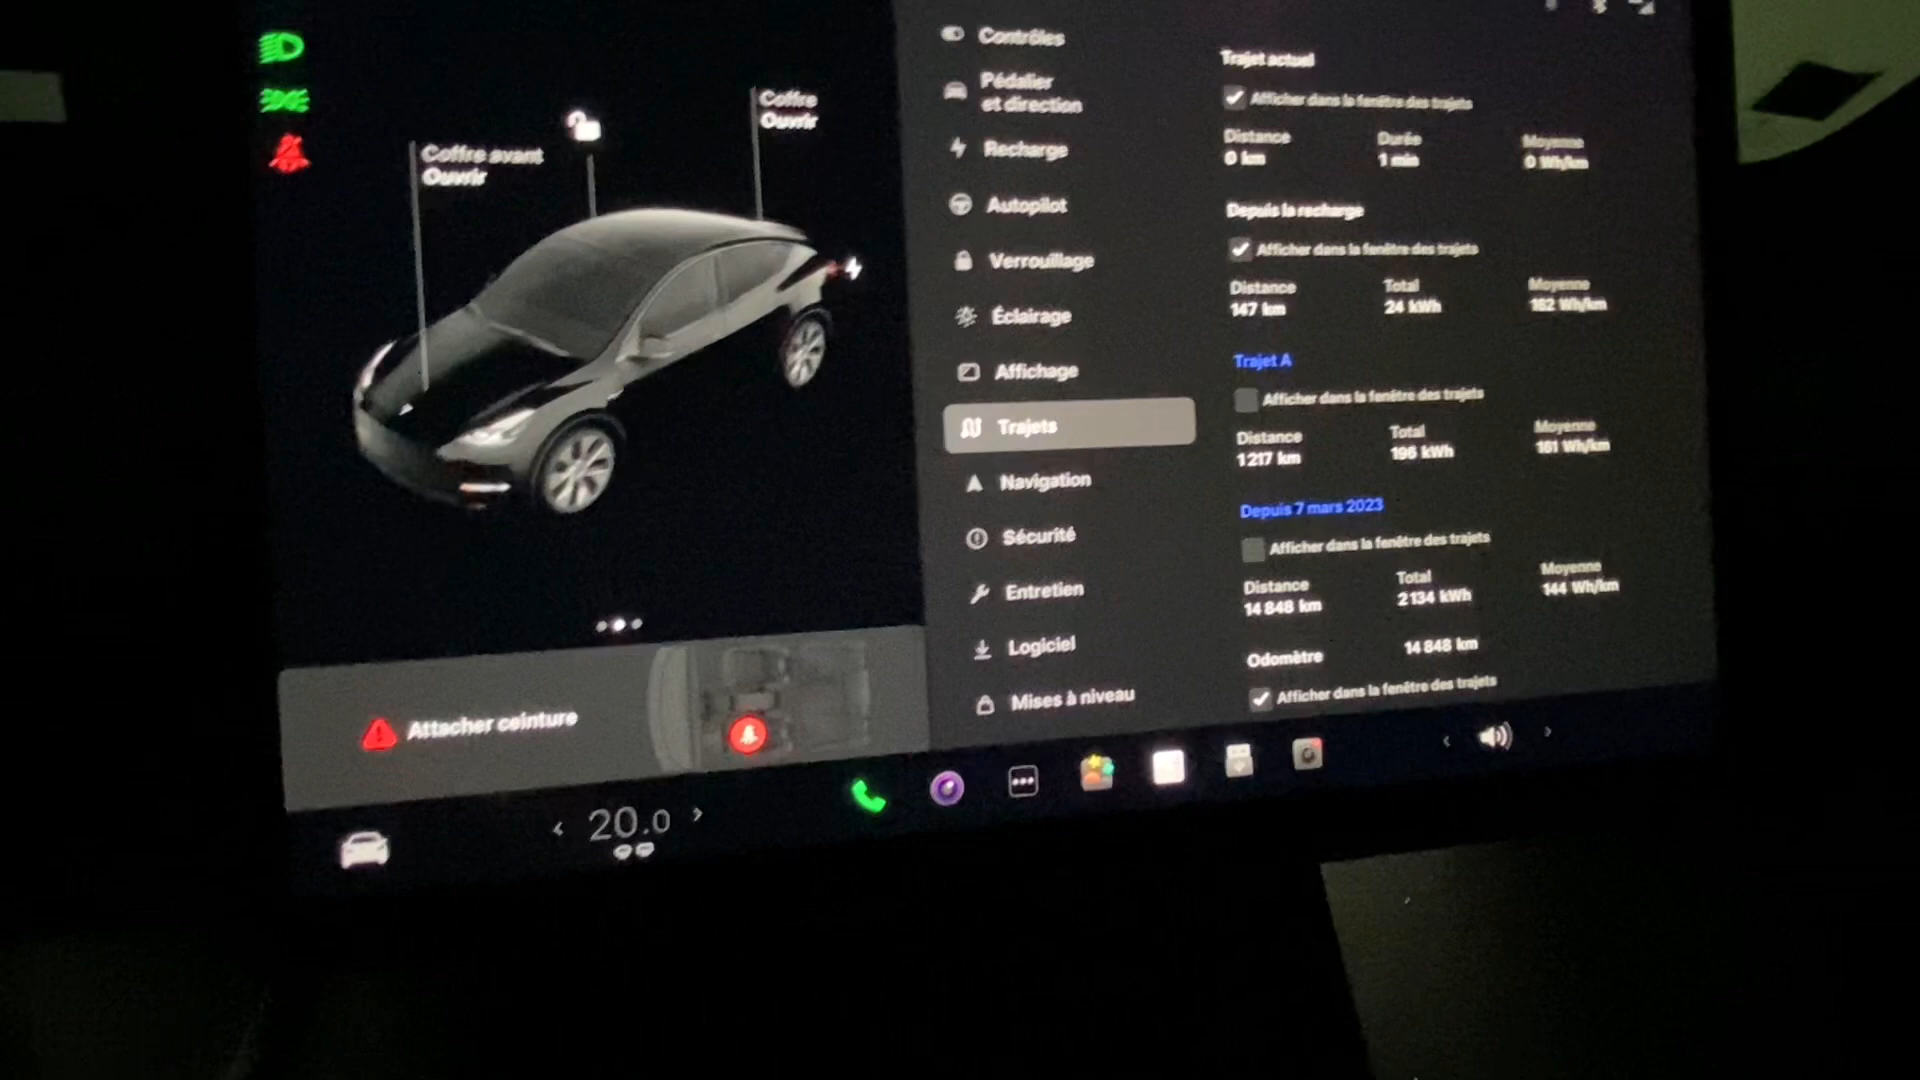 Coffre avant
Ouvrir
Coffre
Ouvrir
Attacher ceinture
20.0
Contrôles
Pédalier
et direction
Recharge
Autopilot
Verrouillage
Éclairage
Affichage
Trajets
Navigation
Sécurité
Entretien
Logiciel
Mises à niveau
Trajet actuel
Afficher dans la fenêtre des trajets
Distance Durée Moyenne
0 km 1 min 0 Wh/km
Depuis la recharge
Afficher dans la fenêtre des trajets
Distance Total Moyenne
147 km 24 kWh 162 Wh/km
Trajet A
Afficher dans la fenêtre des trajets
Distance Total Moyenne
1 217 km 196 kWh 161 Wh/km
Depuis 7 mars 2023
Afficher dans la fenêtre des trajets
Distance Total Moyenne
14 848 km 2 134 kWh 144 Wh/km
Odomètre 14 848 km
Afficher dans la fenêtre des trajets